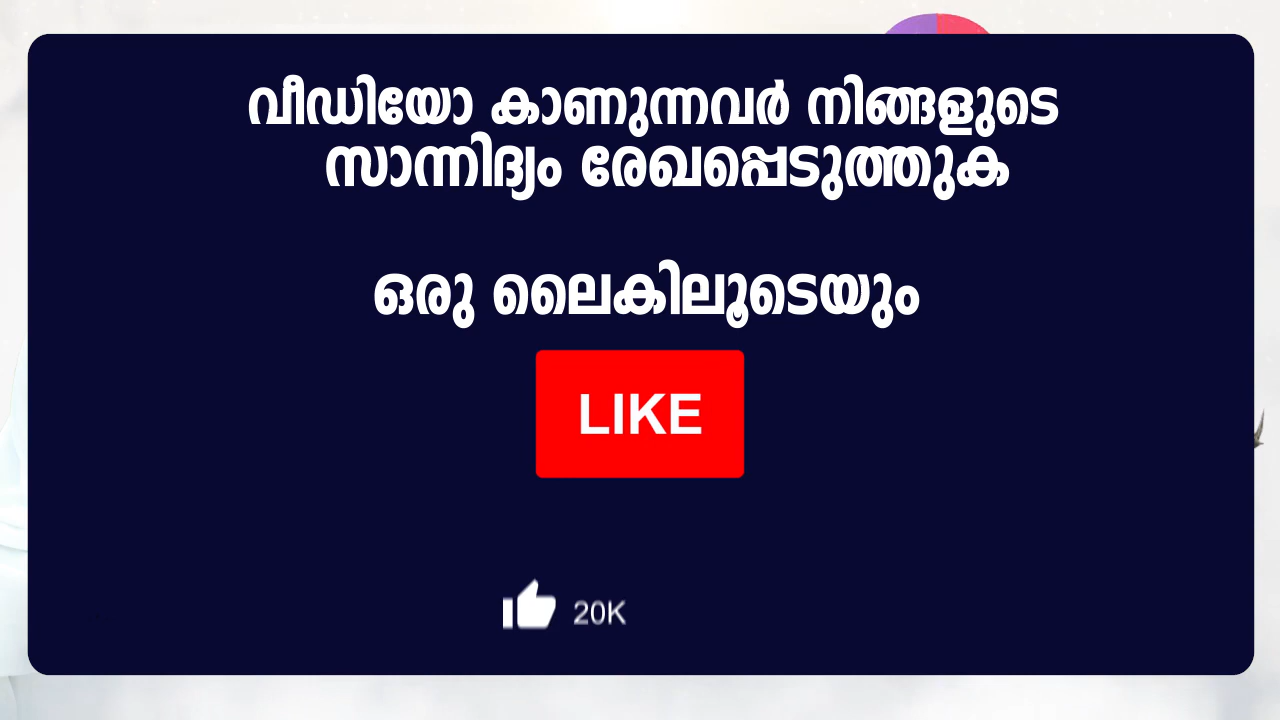 വീഡിയോ കാണുന്നവർ നിങ്ങളുടെ
സാന്നിദ്യം രേഖപ്പെടുത്തുക
ഒരു ലൈകിലൂടെയും
LIKE
20K